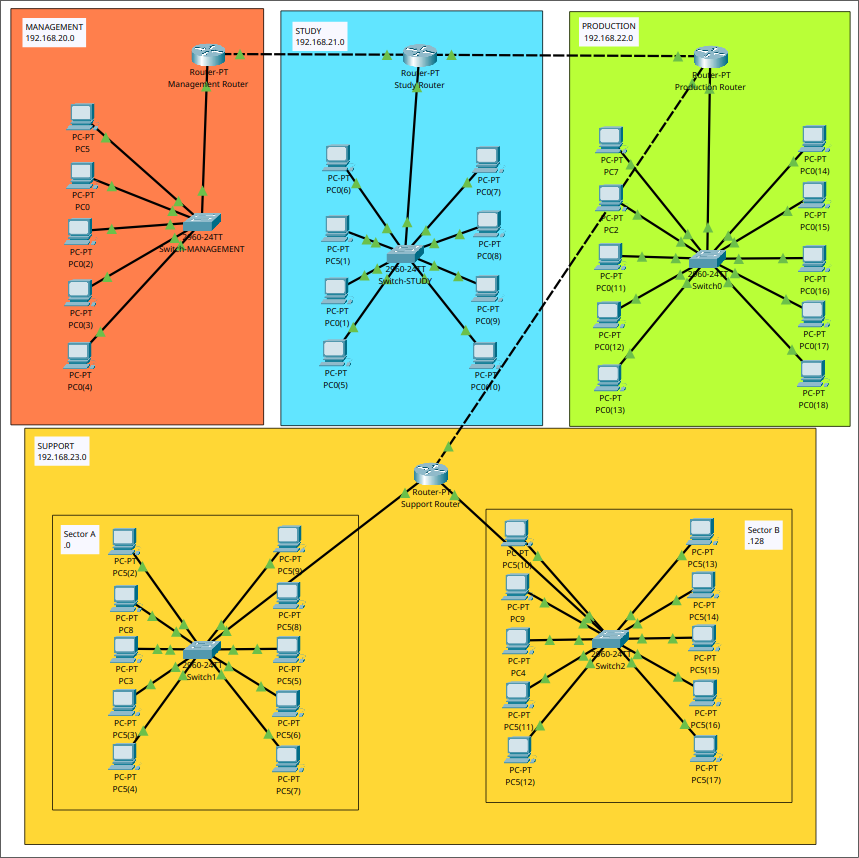 MANAGEMENT
192.168.20.0
Router-PT
Management Router
PC-PT
PC5
PC-PT
PC0
PC-PT
PC0(2)
PC-PT
PC0(3)
PC-PT
PC0(4)
2960-24TT
Switch-MANAGEMENT
STUDY
192.168.21.0
Router-PT
Study Router
PC-PT
PC0(6)
PC-PT
PC5(1)
PC-PT
PC0(1)
PC-PT
PC0(5)
2960-24TT
Switch-STUDY
PC-PT
PC0(7)
PC-PT
PC0(8)
PC-PT
PC0(9)
PC-PT
PC0(10)
PRODUCTION
192.168.22.0
Router-PT
Production Router
PC-PT
PC7
PC-PT
PC2
PC-PT
PC0(11)
PC-PT
PC0(12)
PC-PT
PC0(13)
2960-24TT
Switch0
PC-PT
PC0(14)
PC-PT
PC0(15)
PC-PT
PC0(16)
PC-PT
PC0(17)
PC-PT
PC0(18)
SUPPORT
192.168.23.0
Router-PT
Support Router
Sector A
.0
PC-PT
PC5(2)
PC-PT
PC8
PC-PT
PC3
PC-PT
PC5(3)
PC-PT
PC5(4)
2960-24TT
Switch1
PC-PT
PC5(9)
PC-PT
PC5(8)
PC-PT
PC5(5)
PC-PT
PC5(6)
PC-PT
PC5(7)
Sector B
.128
PC-PT
PC5(10)
PC-PT
PC9
PC-PT
PC4
PC-PT
PC5(11)
PC-PT
PC5(12)
2960-24TT
Switch2
PC-PT
PC5(13)
PC-PT
PC5(14)
PC-PT
PC5(15)
PC-PT
PC5(16)
PC-PT
PC5(17)